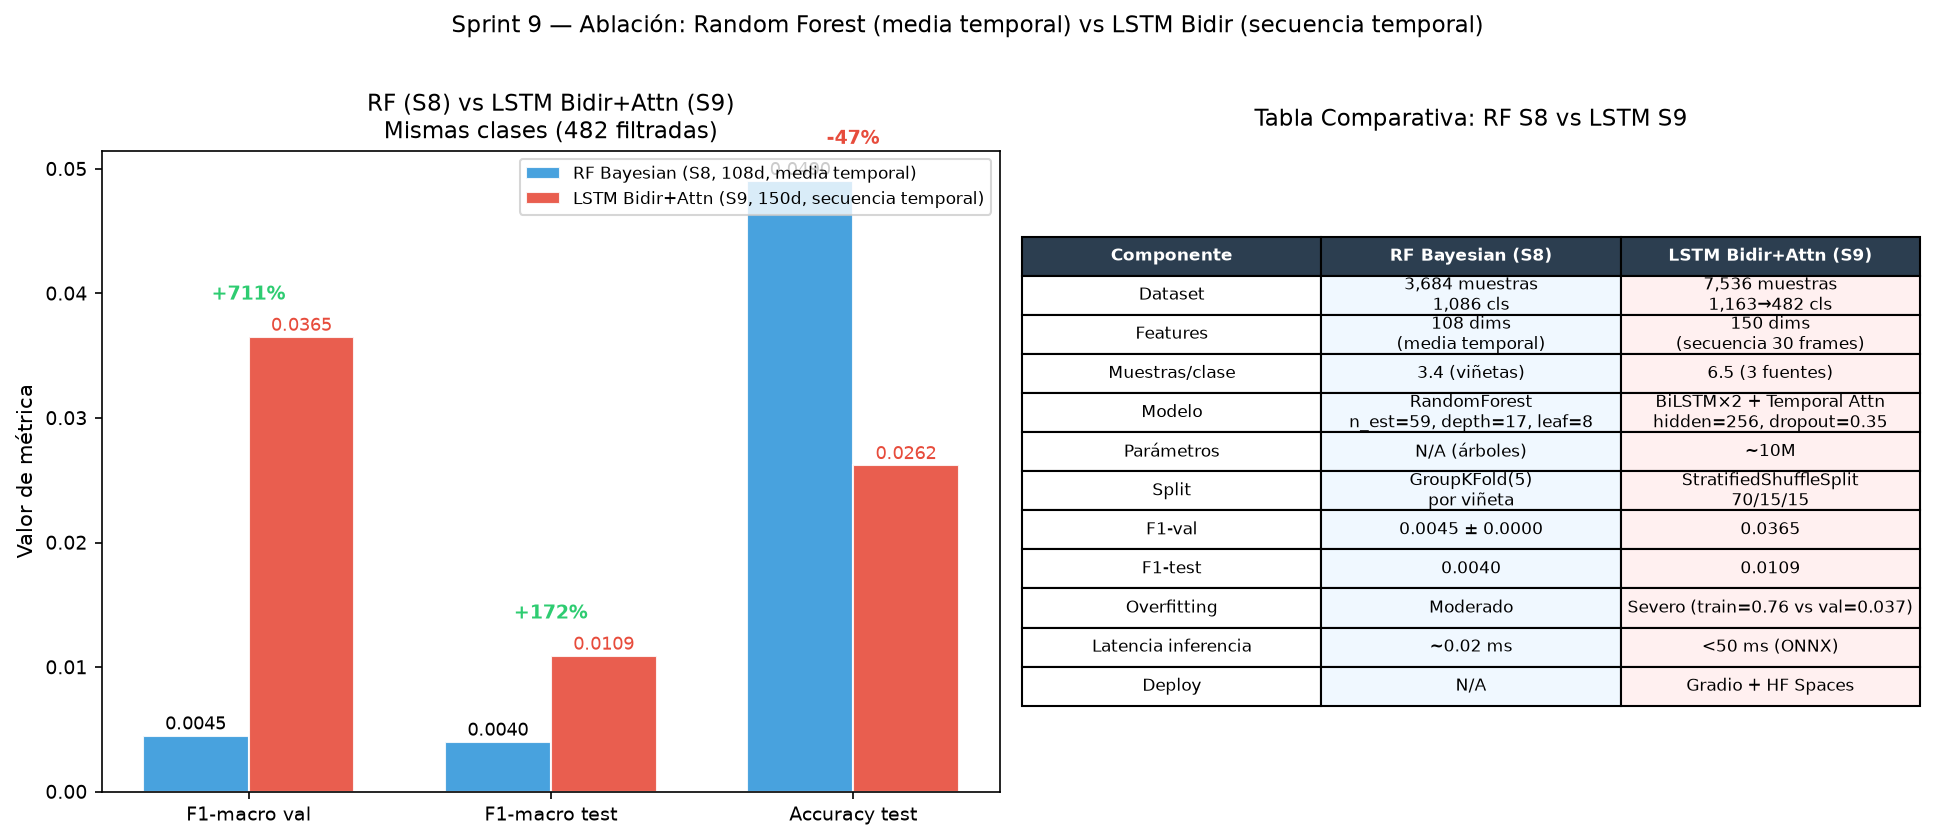 Sprint 9 — Ablación: Random Forest (media temporal) vs LSTM Bidir (secuencia temporal)
RF (S8) vs LSTM Bidir+Attn (S9)
Mismas clases (482 filtradas)
Valor de métrica
0.05
0.04
0.03
0.02
0.01
0.00
RF Bayesian (S8, 108d, media temporal)
LSTM Bidir+Attn (S9, 150d, secuencia temporal)
+711%
0.0365
0.0045
+172%
0.0109
0.0040
-47%
0.0490
0.0262
F1-macro val
F1-macro test
Accuracy test
Tabla Comparativa: RF S8 vs LSTM S9
Componente RF Bayesian (S8) LSTM Bidir+Attn (S9)
Dataset
3,684 muestras
1,086 cls
7,536 muestras
1,163→482 cls
Features
108 dims
(media temporal)
150 dims
(secuencia 30 frames)
Muestras/clase 3.4 (viñetas) 6.5 (3 fuentes)
Modelo
RandomForest
n_est=59, depth=17, leaf=8
BiLSTM×2 + Temporal Attn
hidden=256, dropout=0.35
Parámetros N/A (árboles) ~10M
Split
GroupKFold(5)
por viñeta
StratifiedShuffleSplit
70/15/15
F1-val 0.0045 ± 0.0000 0.0365
F1-test 0.0040 0.0109
Overfitting Moderado Severo (train=0.76 vs val=0.037)
Latencia inferencia ~0.02 ms <50 ms (ONNX)
Deploy N/A Gradio + HF Spaces